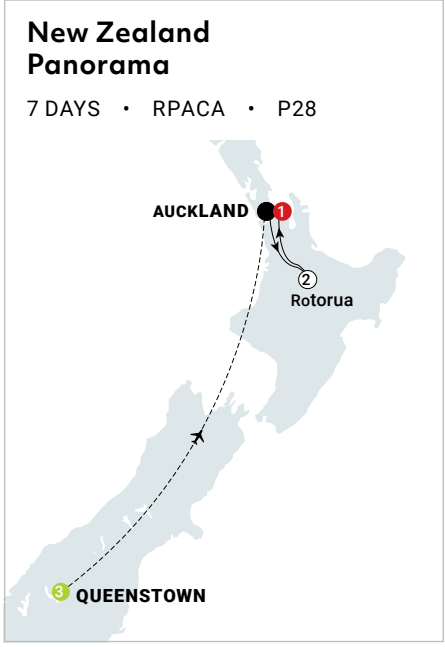 New Zealand
Panorama
7 DAYS • RPACA • P28
AUCKLAND
1
2
Rotorua
3
QUEENSTOWN